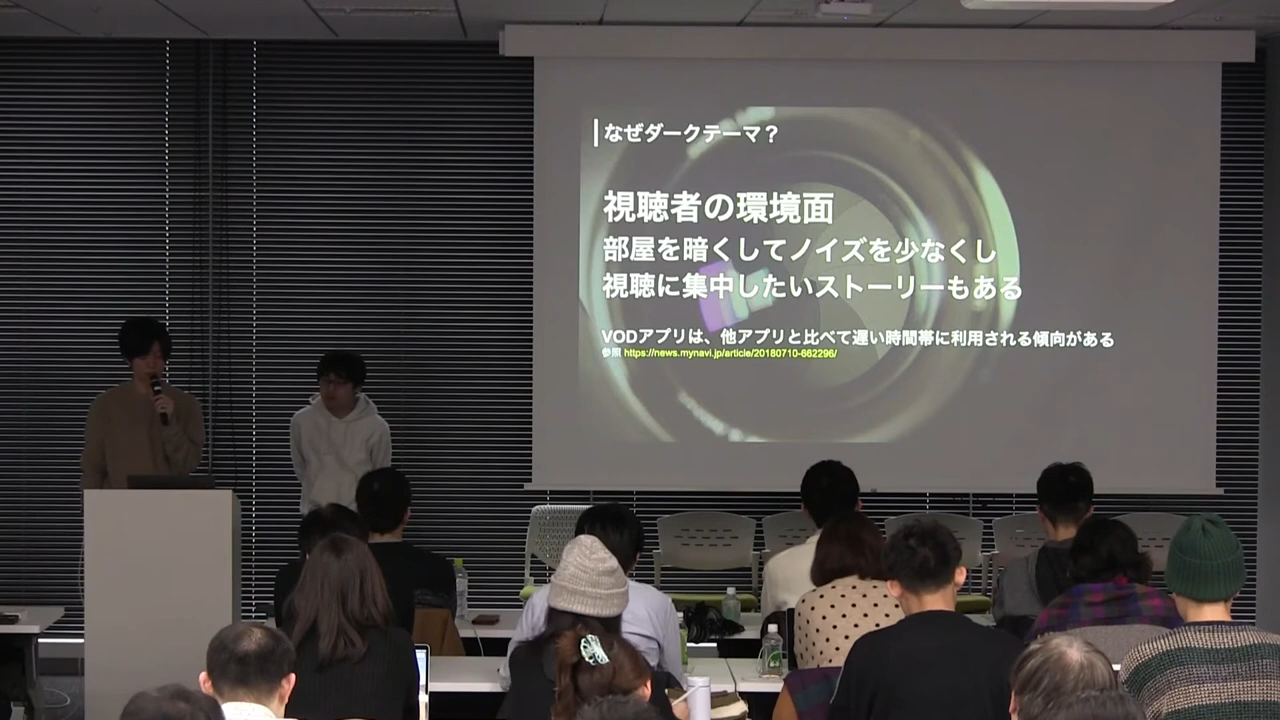 なぜダークテーマ？
視聴者の環境面
部屋を暗くしてノイズを少なくし
視聴に集中したいストーリーもある
VODアプリは、他アプリと比べて遅い時間帯に利用される傾向がある
参照 https://news.mynavi.jp/article/20180710-662296/